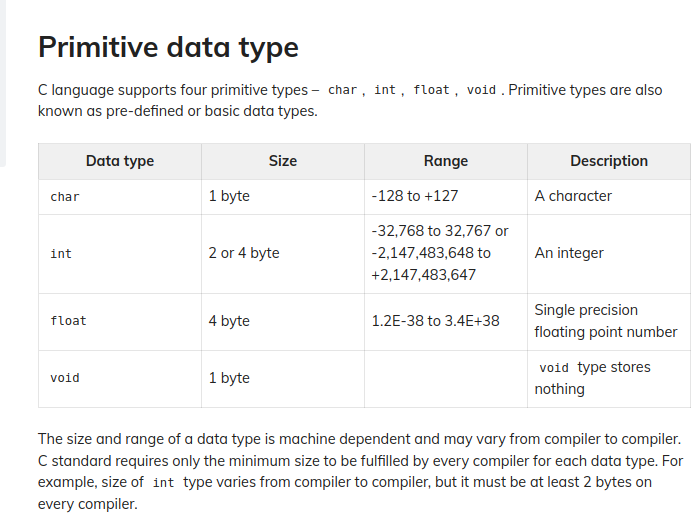 Primitive data type
C language supports four primitive types – char , int , float , void . Primitive types are also
known as pre-defined or basic data types.
Data type Size Range Description
char 1 byte -128 to +127 A character
int 2 or 4 byte -32,768 to 32,767 or
-2,147,483,648 to
+2,147,483,647 An integer
float 4 byte 1.2E-38 to 3.4E+38 Single precision
floating point number
void 1 byte void type stores
nothing
The size and range of a data type is machine dependent and may vary from compiler to compiler.
C standard requires only the minimum size to be fulfilled by every compiler for each data type. For
example, size of int type varies from compiler to compiler, but it must be at least 2 bytes on
every compiler.